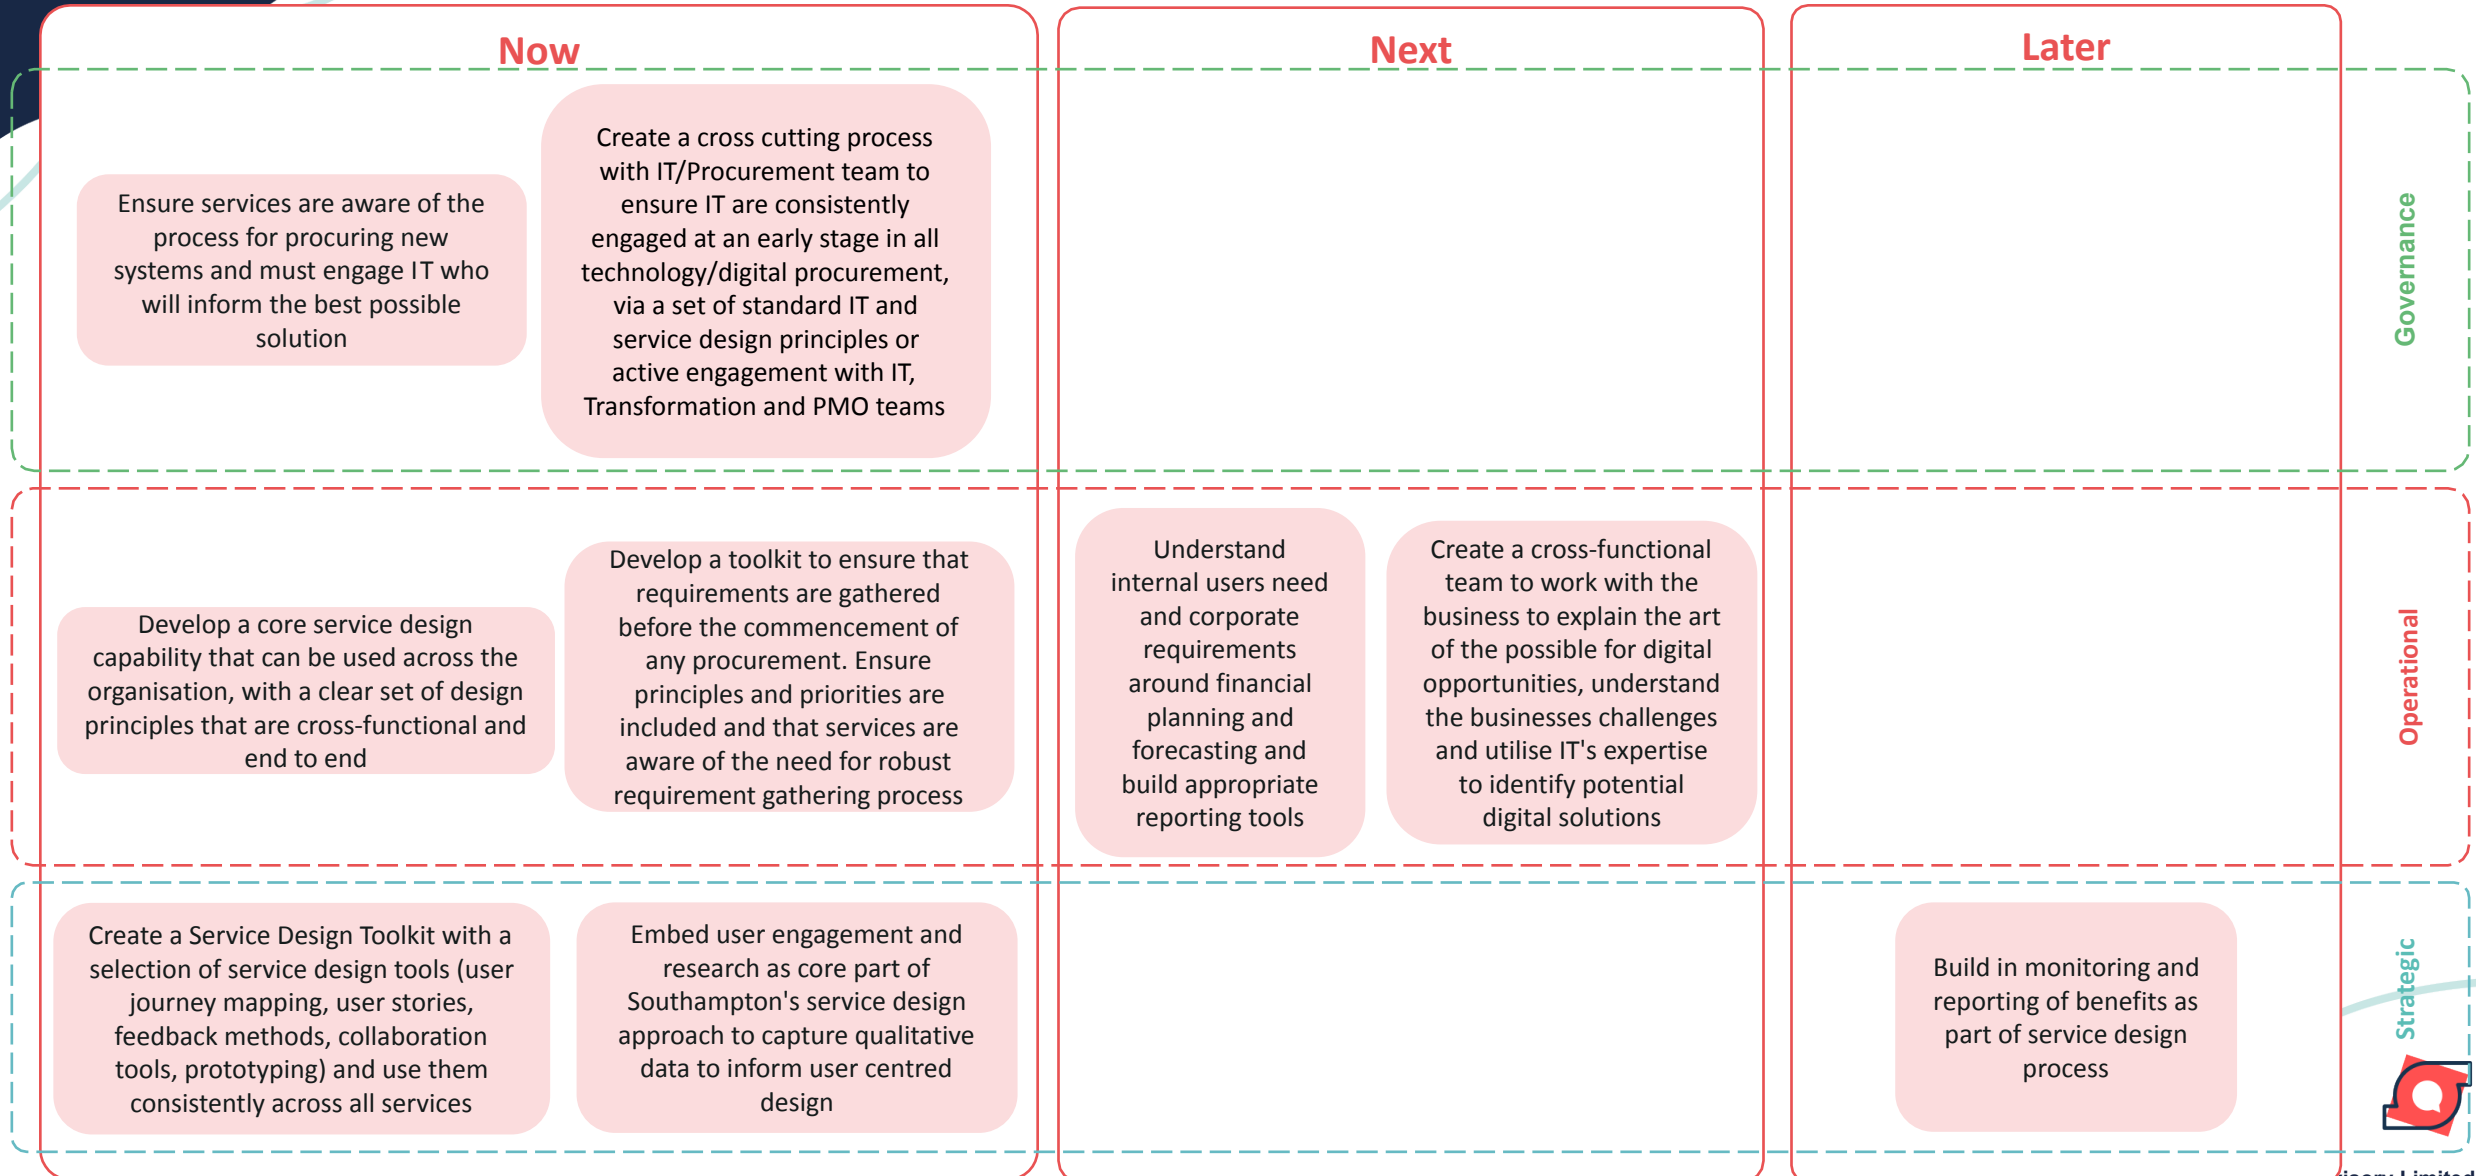 Now
Next
Later
Ensure services are aware of the
process for procuring new
systems and must engage IT who
will inform the best possible
solution
Create a cross cutting process
with IT/Procurement team to
ensure IT are consistently
engaged at an early stage in all
technology/digital procurement,
via a set of standard IT and
service design principles or
active engagement with IT,
Transformation and PMO teams
Governance
Develop a core service design
capability that can be used across the
organisation, with a clear set of design
principles that are cross-functional and
end to end
Develop a toolkit to ensure that
requirements are gathered
before the commencement of
any procurement. Ensure
principles and priorities are
included and that services are
aware of the need for robust
requirement gathering process
Understand
internal users need
and corporate
requirements
around financial
planning and
forecasting and
build appropriate
reporting tools
Create a cross-functional
team to work with the
business to explain the art
of the possible for digital
opportunities, understand
the businesses challenges
and utilise IT's expertise
to identify potential
digital solutions
Operational
Create a Service Design Toolkit with a
selection of service design tools (user
journey mapping, user stories,
feedback methods, collaboration
tools, prototyping) and use them
consistently across all services
Embed user engagement and
research as core part of
Southampton's service design
approach to capture qualitative
data to inform user centred
design
Build in monitoring and
reporting of benefits as
part of service design
process
Strategic
Limited